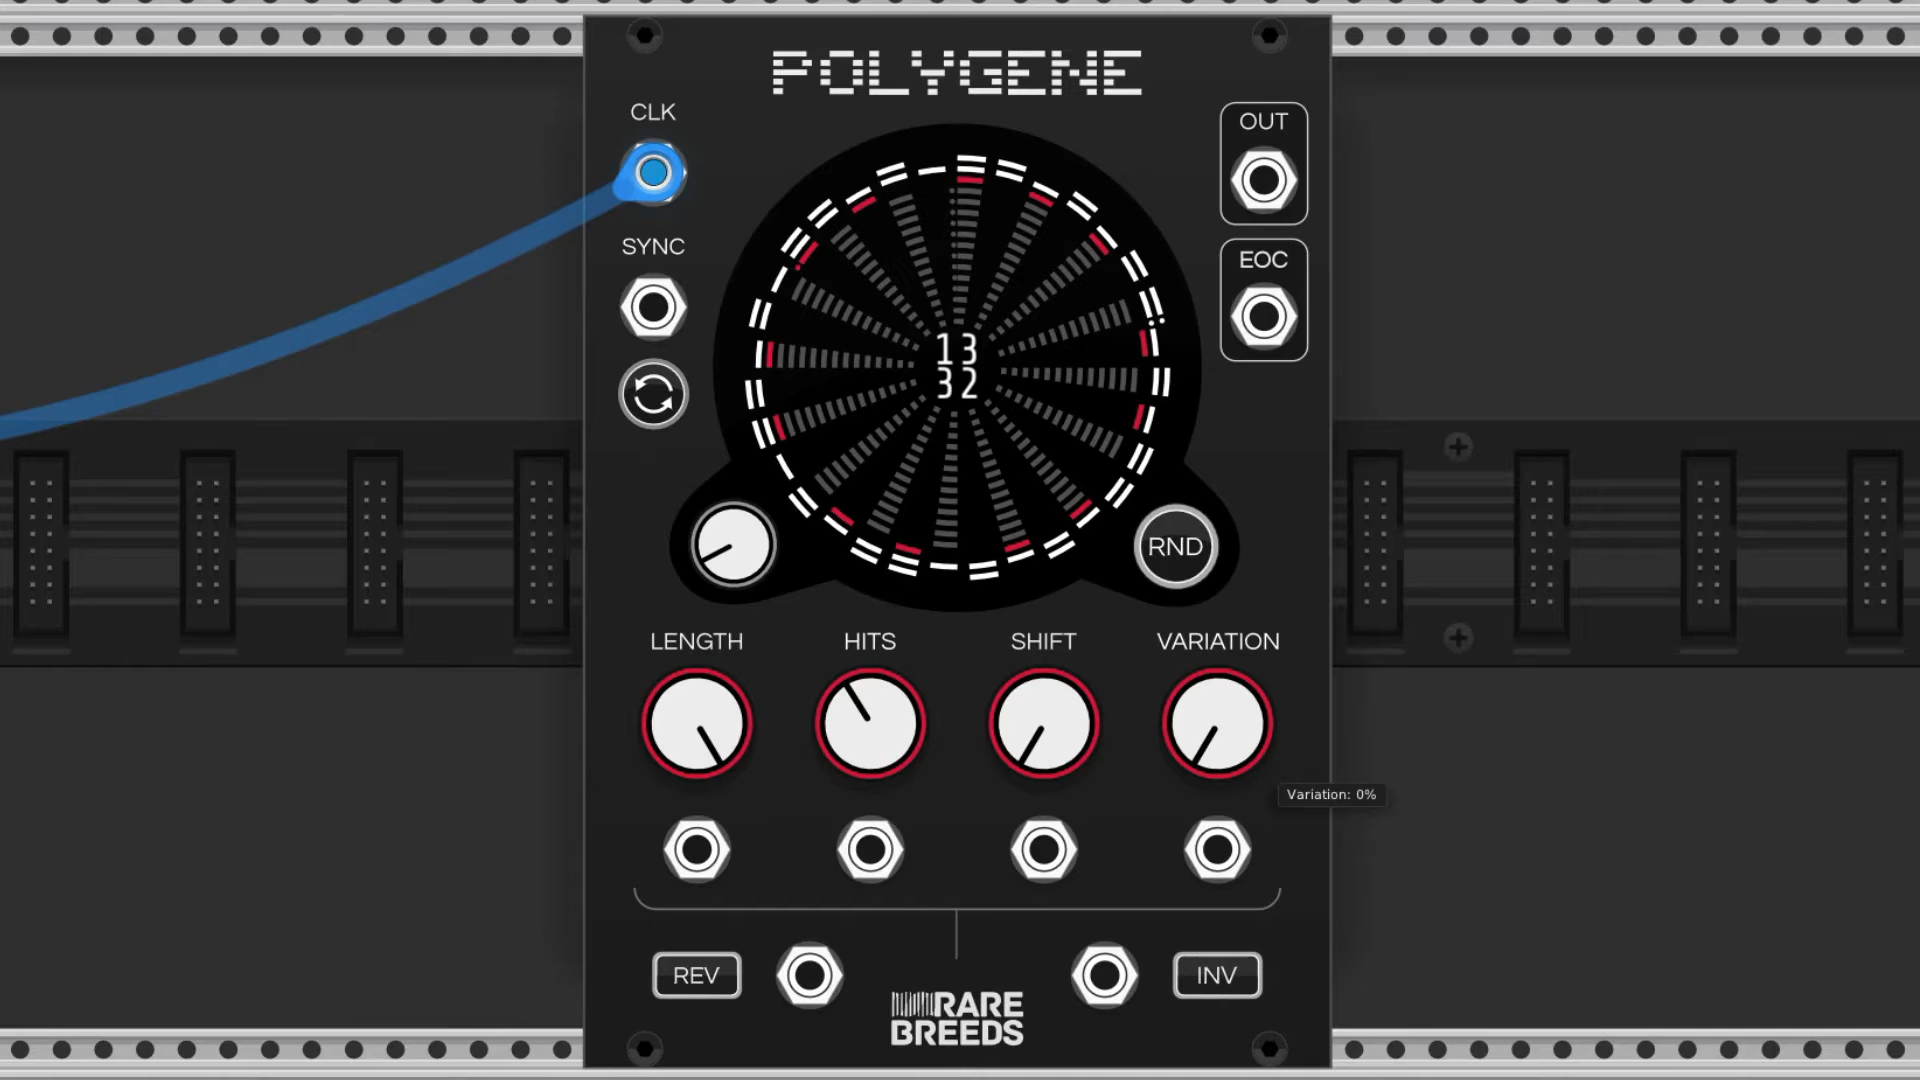 POLYGENE
CLK
OUT
SYNC
EOC
13
32
RND
LENGTH
HITS
SHIFT
VARIATION
Variation: 0%
REV
INV
RARE
BREEDS